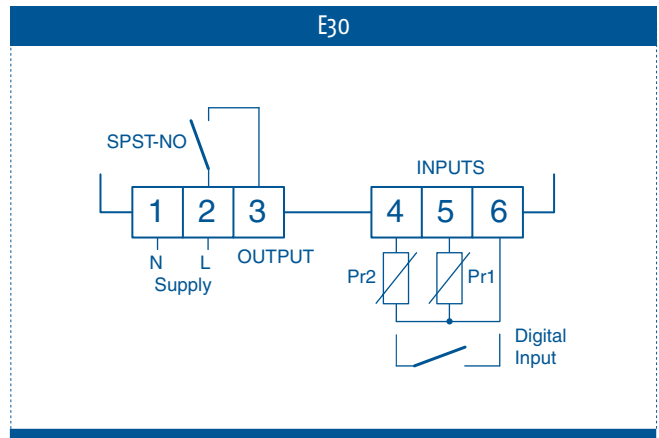 E30
SPST-NO
INPUTS
1 2 3
4 5 6
N L OUTPUT
Supply
Pr2 Pr1
Digital
Input